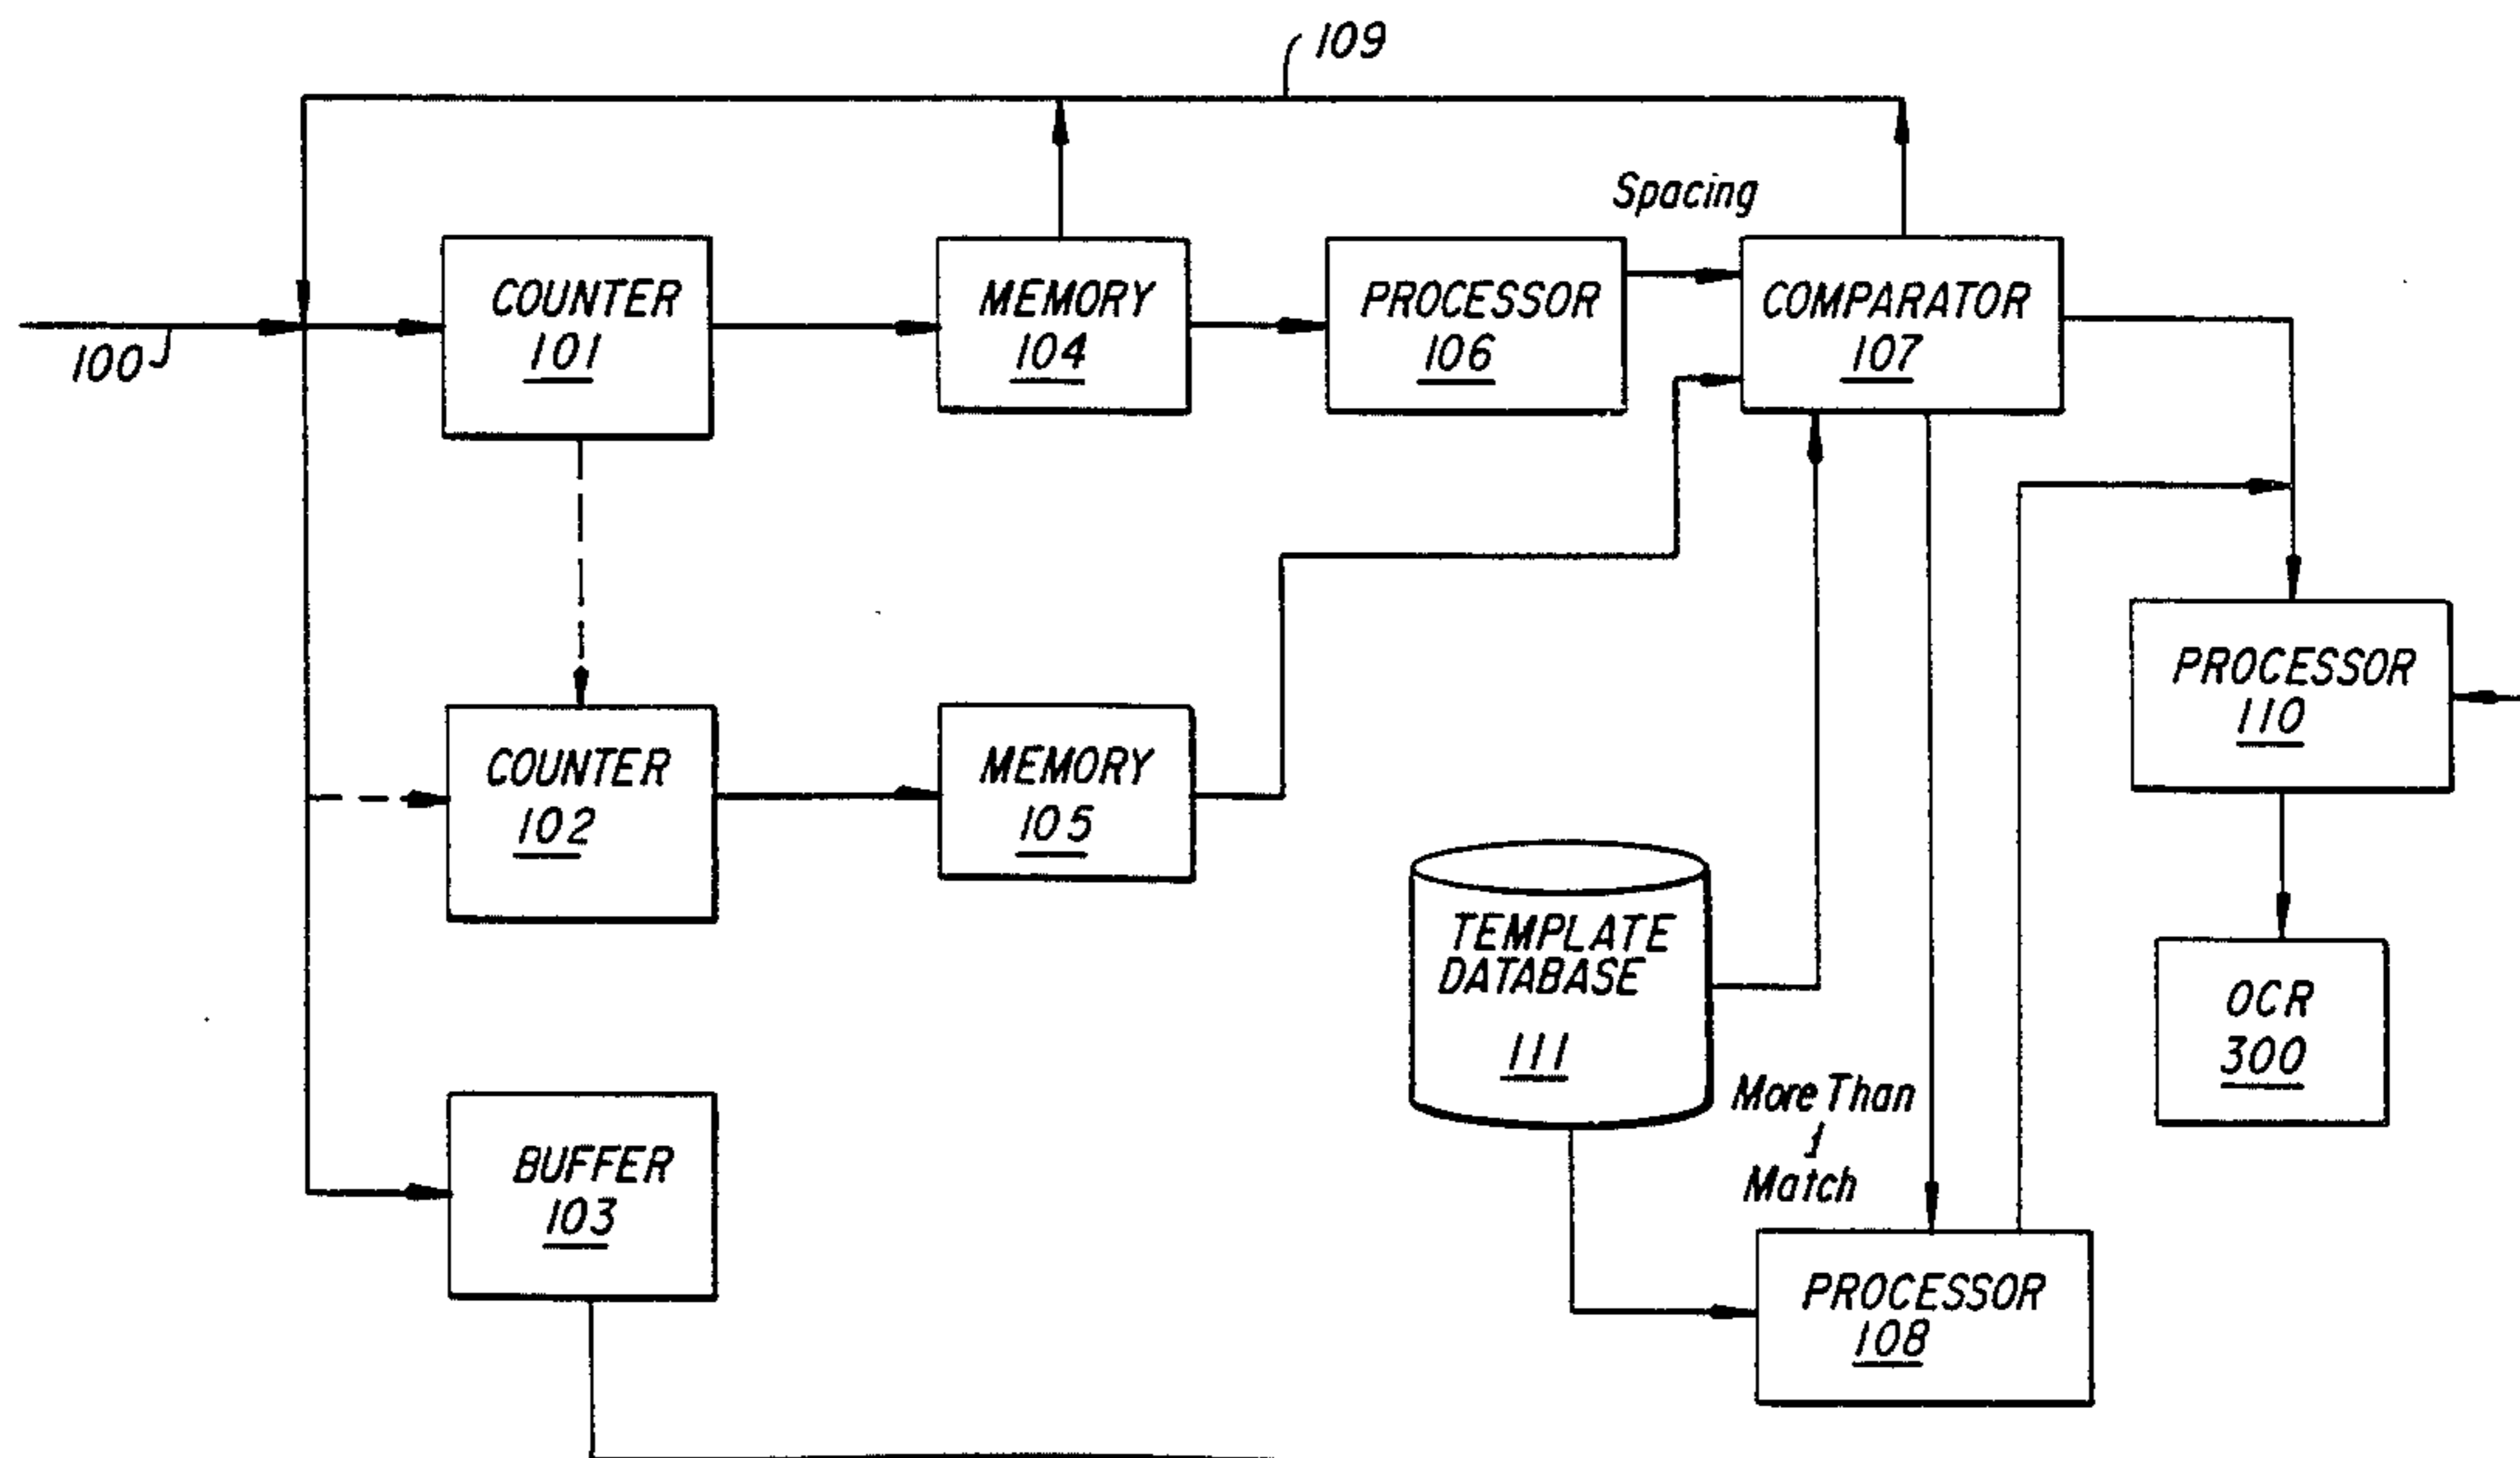 109
Spacing
COUNTER
101
MEMORY
104
PROCESSOR
106
COMPARATOR
107
100
PROCESSOR
110
COUNTER
102
MEMORY
105
TEMPLATE
DATABASE
111
OCR
300
More Than
1
Match
BUFFER
103
PROCESSOR
108